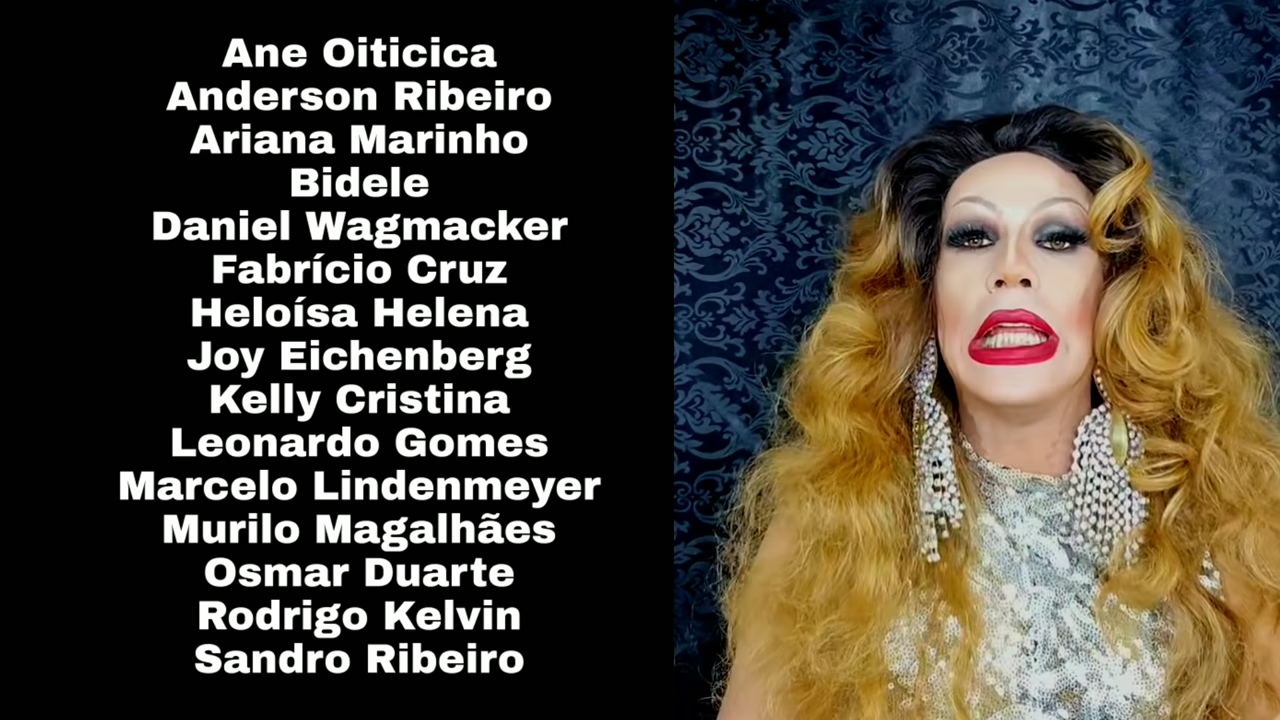 Ane Oiticica
Anderson Ribeiro
Ariana Marinho
Bidele
Daniel Wagmacker
Fabrício Cruz
Heloísa Helena
Joy Eichenberg
Kelly Cristina
Leonardo Gomes
Marcelo Lindenmeyer
Murilo Magalhães
Osmar Duarte
Rodrigo Kelvin
Sandro Ribeiro